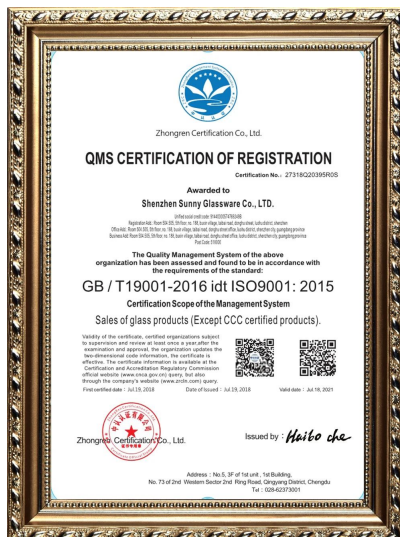 Zhongren Certification Co., Ltd.
QMS CERTIFICATION OF REGISTRATION
Certification No.: 27318Q20395R0S
Awarded to
Shenzhen Sunny Glassware Co., LTD.
The Quality Management System of the above
organization has been assessed and found to be in accordance with
the requirements of the standard:
GB / T19001-2016 idt ISO9001: 2015
Certification Scope of the Management System
Sales of glass products (Except CCC certified products).
Validity of the certificate, certified organizations subject
to supervision and review at least once a year.after the
examination and approval, the organization updates the
two-dimensional code information, the certificate is
effective. The certificate information is available at the
Certification and Accreditation Regulatory Commission
official website (www.cnca.gov.cn) query, but also
through the company's website (www.zrcln.com) query.
First certified date : Jul.19, 2018
Date of Issued : Jul.19, 2018
Valid date : Jul.18, 2021
Zhongren Certification Co., Ltd.
Issued by : Haibo che
Address : No.5, 3F of 1st unit , 1st Building,
No. 73 of 2nd Western Sector 2nd Ring Road, Qingyang District, Chengdu
Tel : 028-62373001